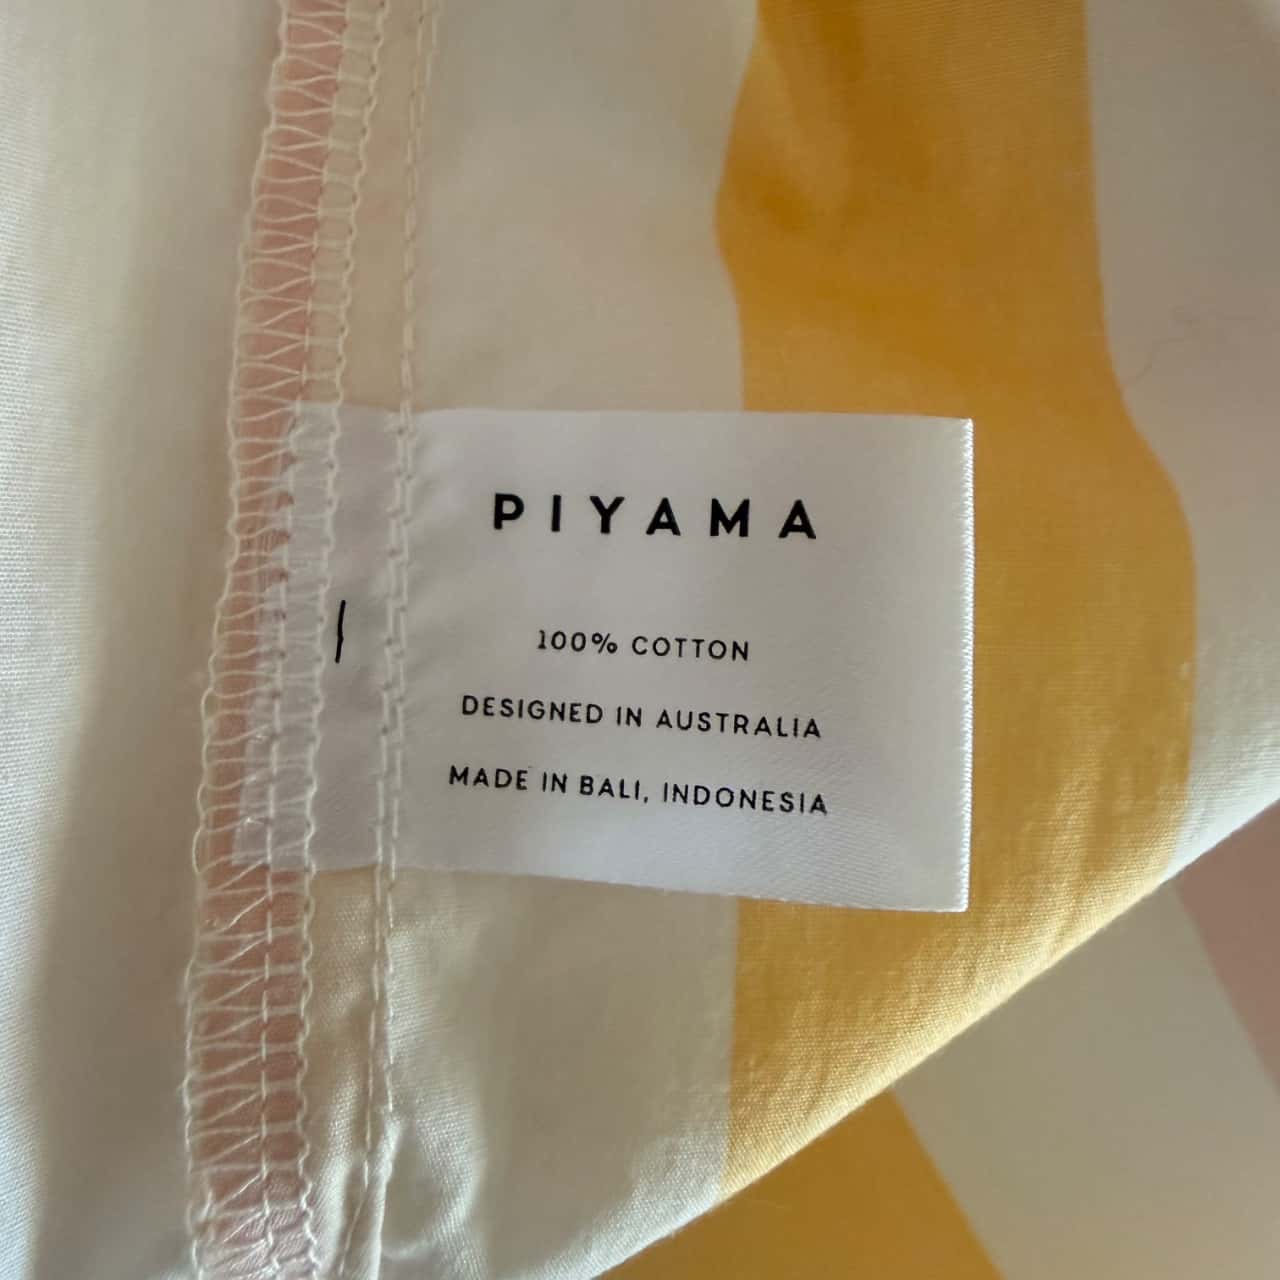 PIYAMA
100% COTTON
DESIGNED IN AUSTRALIA
MADE IN BALI, INDONESIA